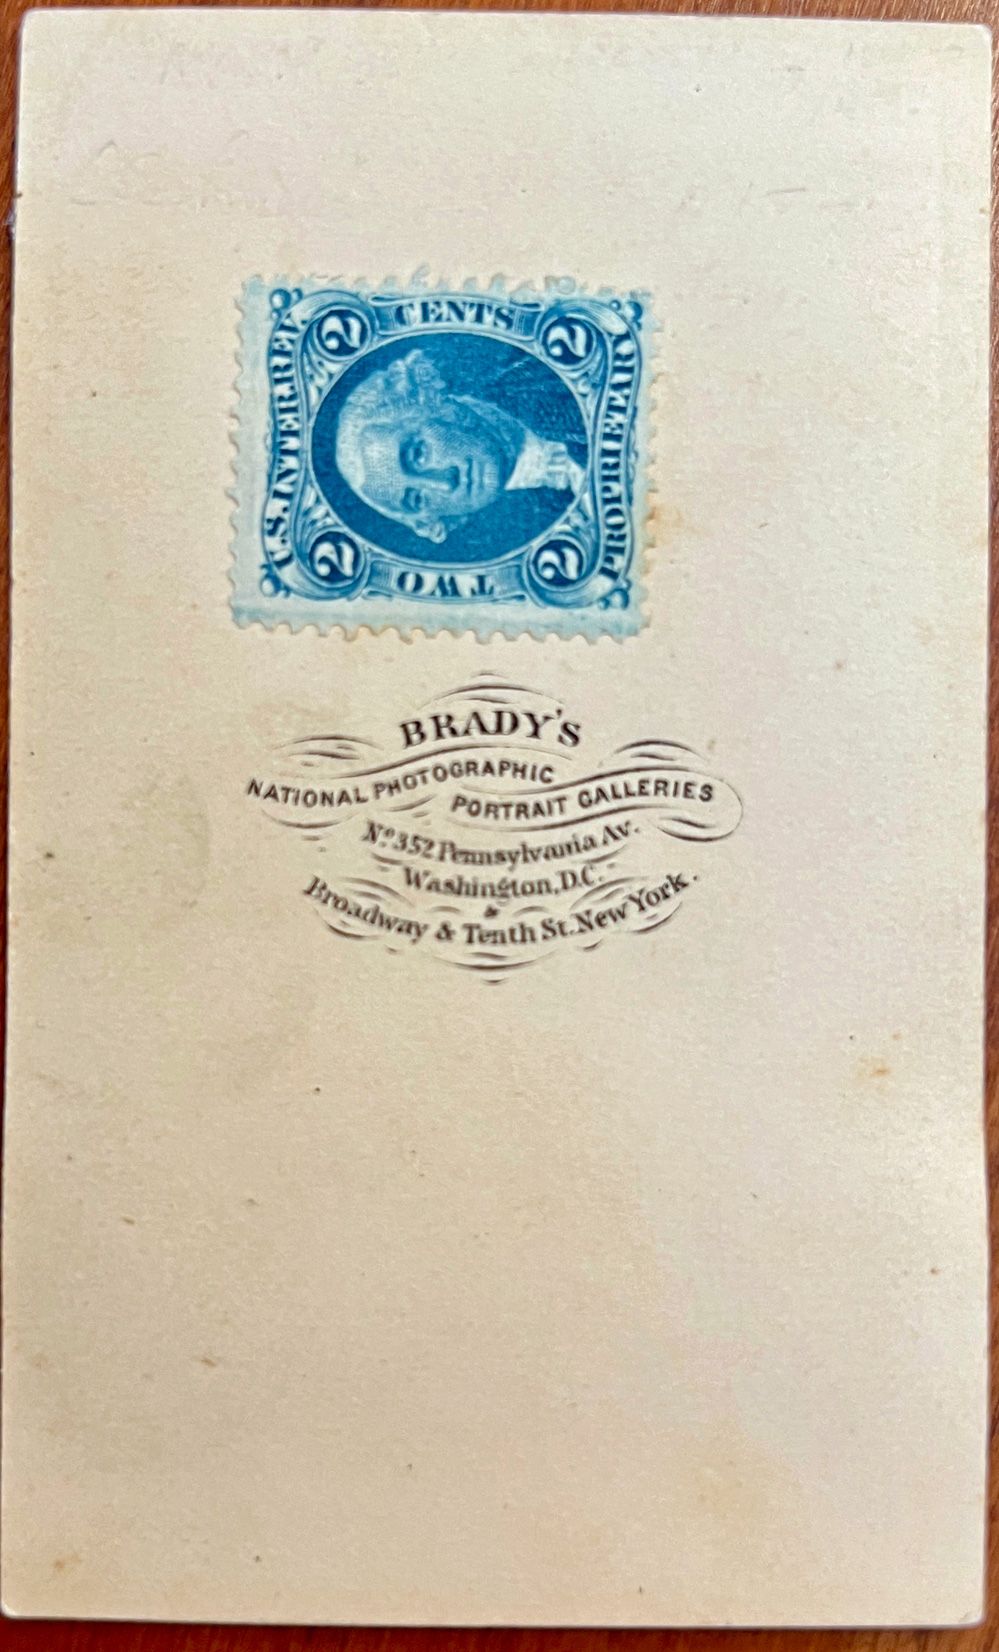 U.S. INTER. REV.
2 CENTS 2
PROPRIETARY
2 TWO 2
BRADY'S
NATIONAL PHOTOGRAPHIC
PORTRAIT GALLERIES
No. 352 Pennsylvania Av.
Washington, D.C.
&
Broadway & Tenth St. New York.